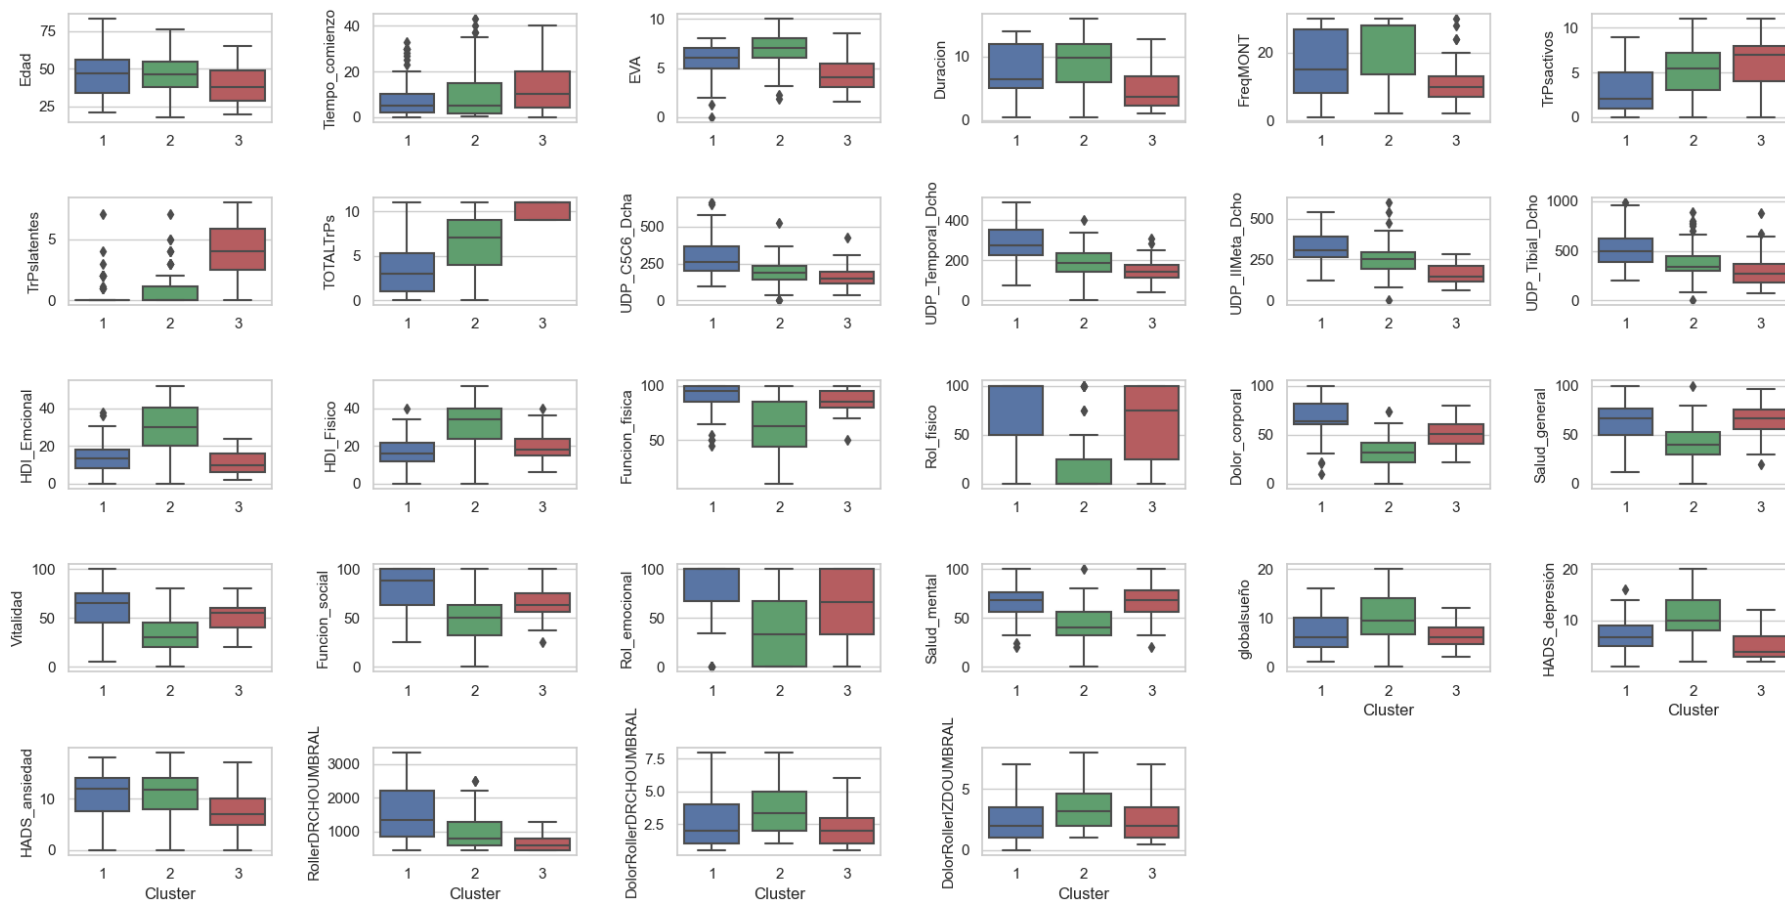 Edad
75
50
25
1 2 3
Tiempo_comienzo
40
20
0
1 2 3
EVA
10
5
0
1 2 3
Duracion
10
0
1 2 3
FreqMONT
20
0
1 2 3
TrPsactivos
10
5
0
1 2 3
TrPslatentes
5
0
1 2 3
TOTALTrPs
10
5
0
1 2 3
UDP_C5C6_Dcha
500
250
0
1 2 3
UDP_Temporal_Dcho
400
200
0
1 2 3
UDP_IIMeta_Dcho
500
250
0
1 2 3
UDP_Tibial_Dcho
1000
500
0
1 2 3
HDI_Emcional
40
20
0
1 2 3
HDI_Fisico
40
20
0
1 2 3
Funcion_fisica
100
50
1 2 3
Rol_fisico
100
50
0
1 2 3
Dolor_corporal
100
50
0
1 2 3
Salud_general
100
50
0
1 2 3
Vitalidad
100
50
0
1 2 3
Funcion_social
100
50
0
1 2 3
Rol_emocional
100
50
0
1 2 3
Salud_mental
100
50
0
1 2 3
globalsueño
20
10
0
1 2 3
Cluster
HADS_depresión
20
10
1 2 3
Cluster
HADS_ansiedad
10
0
1 2 3
Cluster
RollerDRCHOUMBRAL
3000
2000
1000
1 2 3
Cluster
DolorRollerDRCHOUMBRAL
7.5
5.0
2.5
1 2 3
Cluster
DolorRollerIZDOUMBRAL
5
0
1 2 3
Cluster